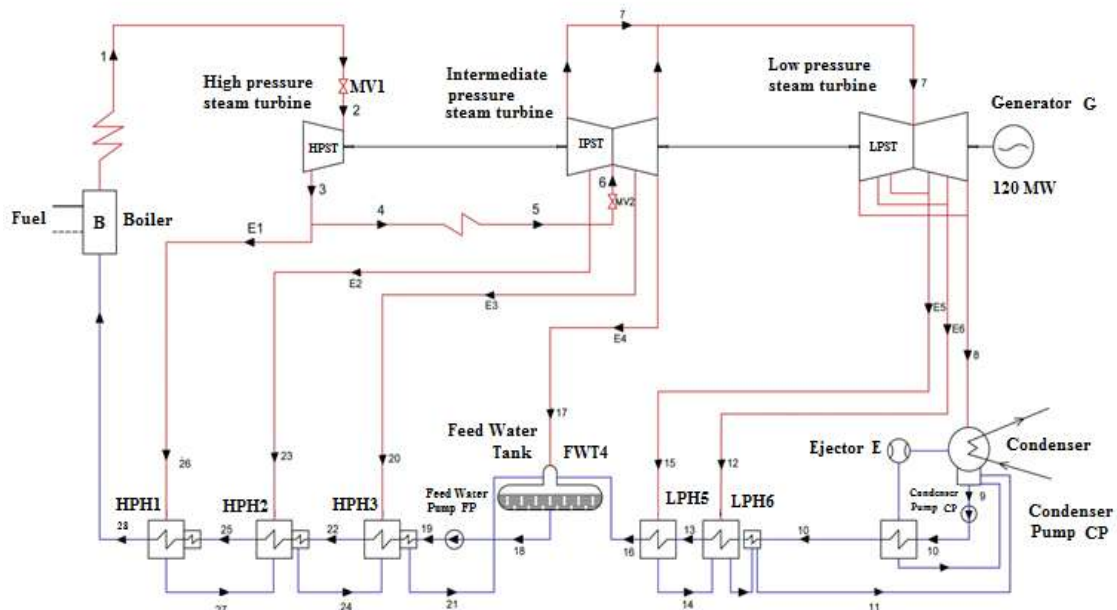 7
1
High pressure
steam turbine
MV1
2
Intermediate
pressure
steam turbine
Low pressure
steam turbine
7
Generator G
HPST
IPST
LPST
120 MW
3
6
MV2
Fuel
B
Boiler
4
5
E1
E2
E3
E4
E5
E6
8
17
Feed Water
Tank
FWT4
Ejector E
Condenser
26
23
20
15
12
9
HPH1
HPH2
HPH3
Feed Water
Pump FP
LPH5
LPH6
Condenser
Pump CP
Condenser
Pump CP
28
25
22
19
18
16
13
10
10
27
24
21
14
11